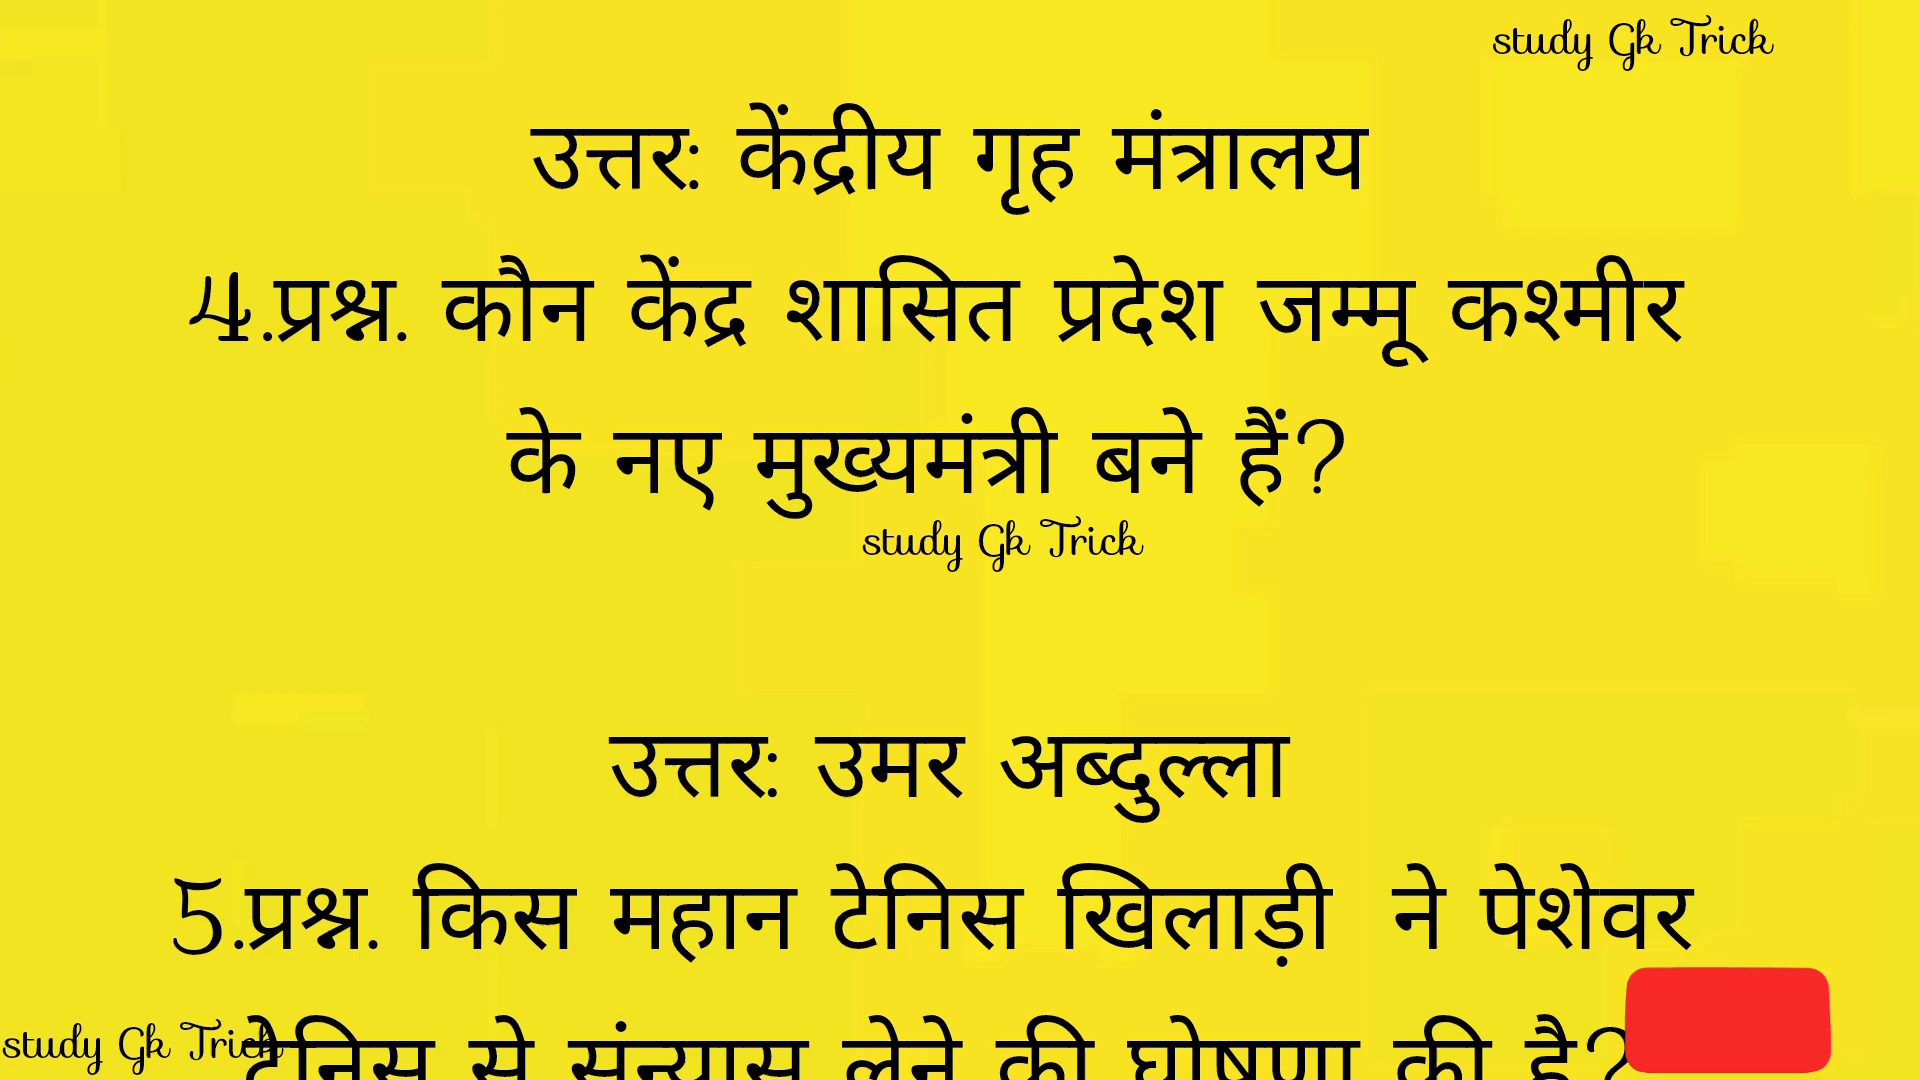 study Gk Trick
उत्तर: केंद्रीय गृह मंत्रालय
4.प्रश्न. कौन केंद्र शासित प्रदेश जम्मू कश्मीर
के नए मुख्यमंत्री बने हैं?
study Gk Trick
उत्तर: उमर अब्दुल्ला
5.प्रश्न. किस महान टेनिस खिलाड़ी ने पेशेवर
टेनिस से संन्यास लेने की घोषणा की है?
study Gk Trick